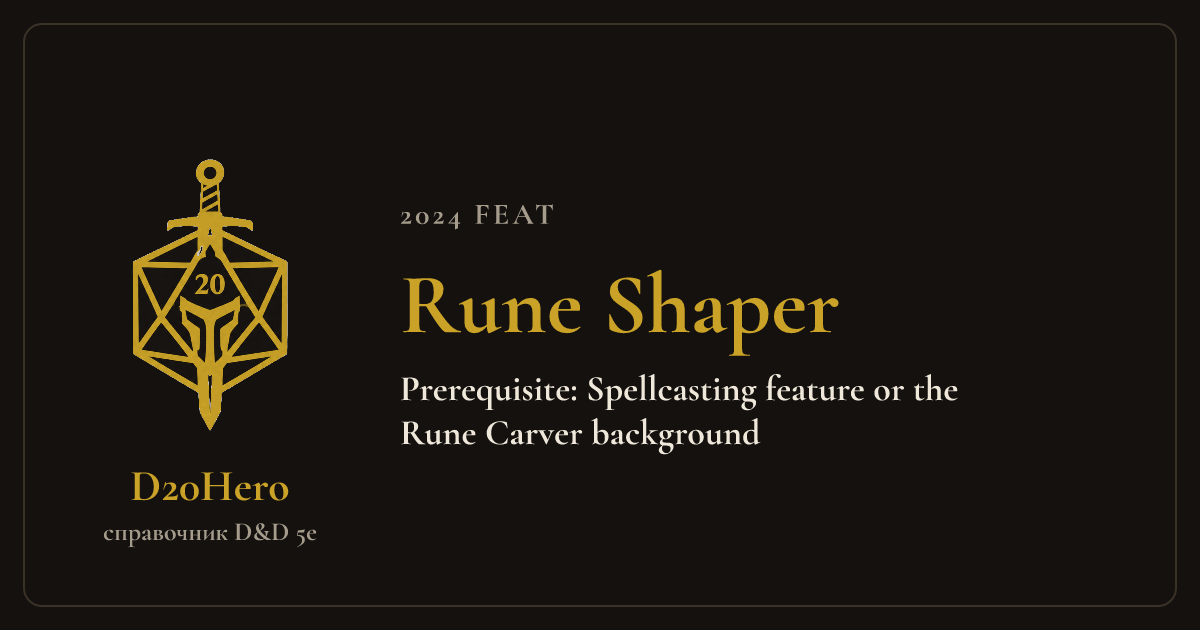 20
D20Hero
справочник D&D 5e
2024 FEAT
Rune Shaper
Prerequisite: Spellcasting feature or the
Rune Carver background